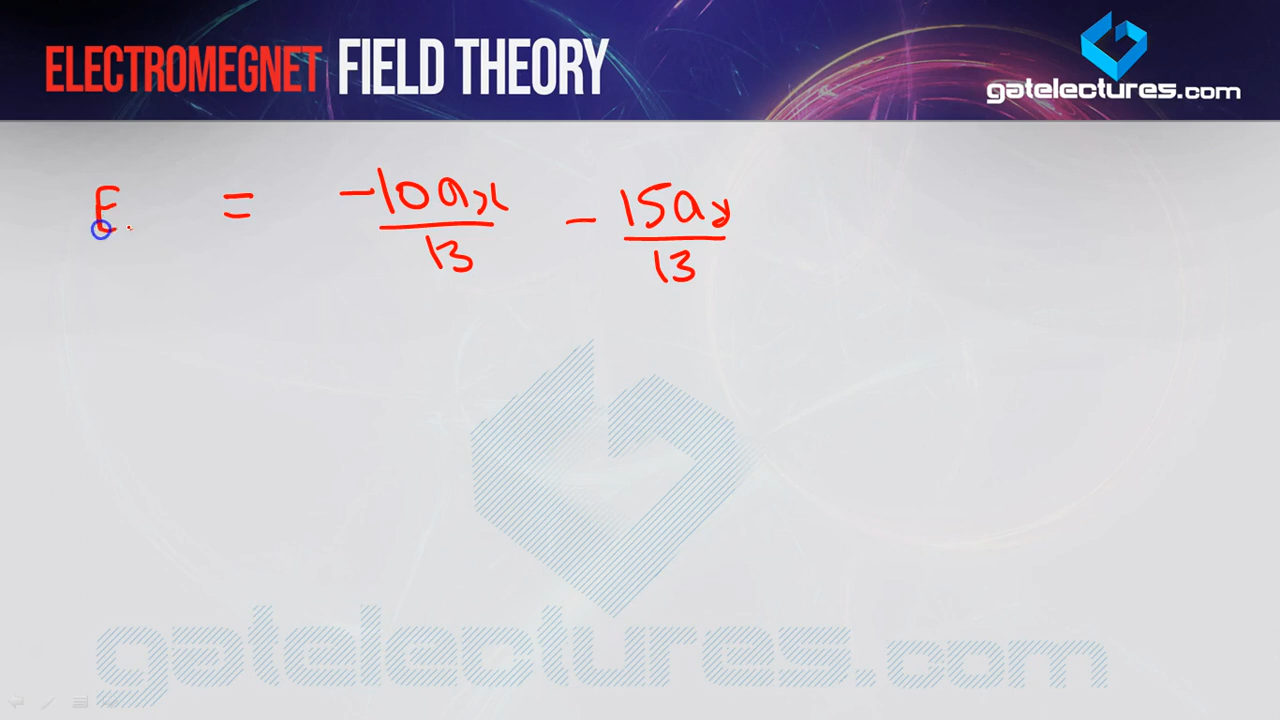 ELECTROMEGNET FIELD THEORY
gatelectures.com
E = -10ax/13 - 15ay/13
gatelectures.com